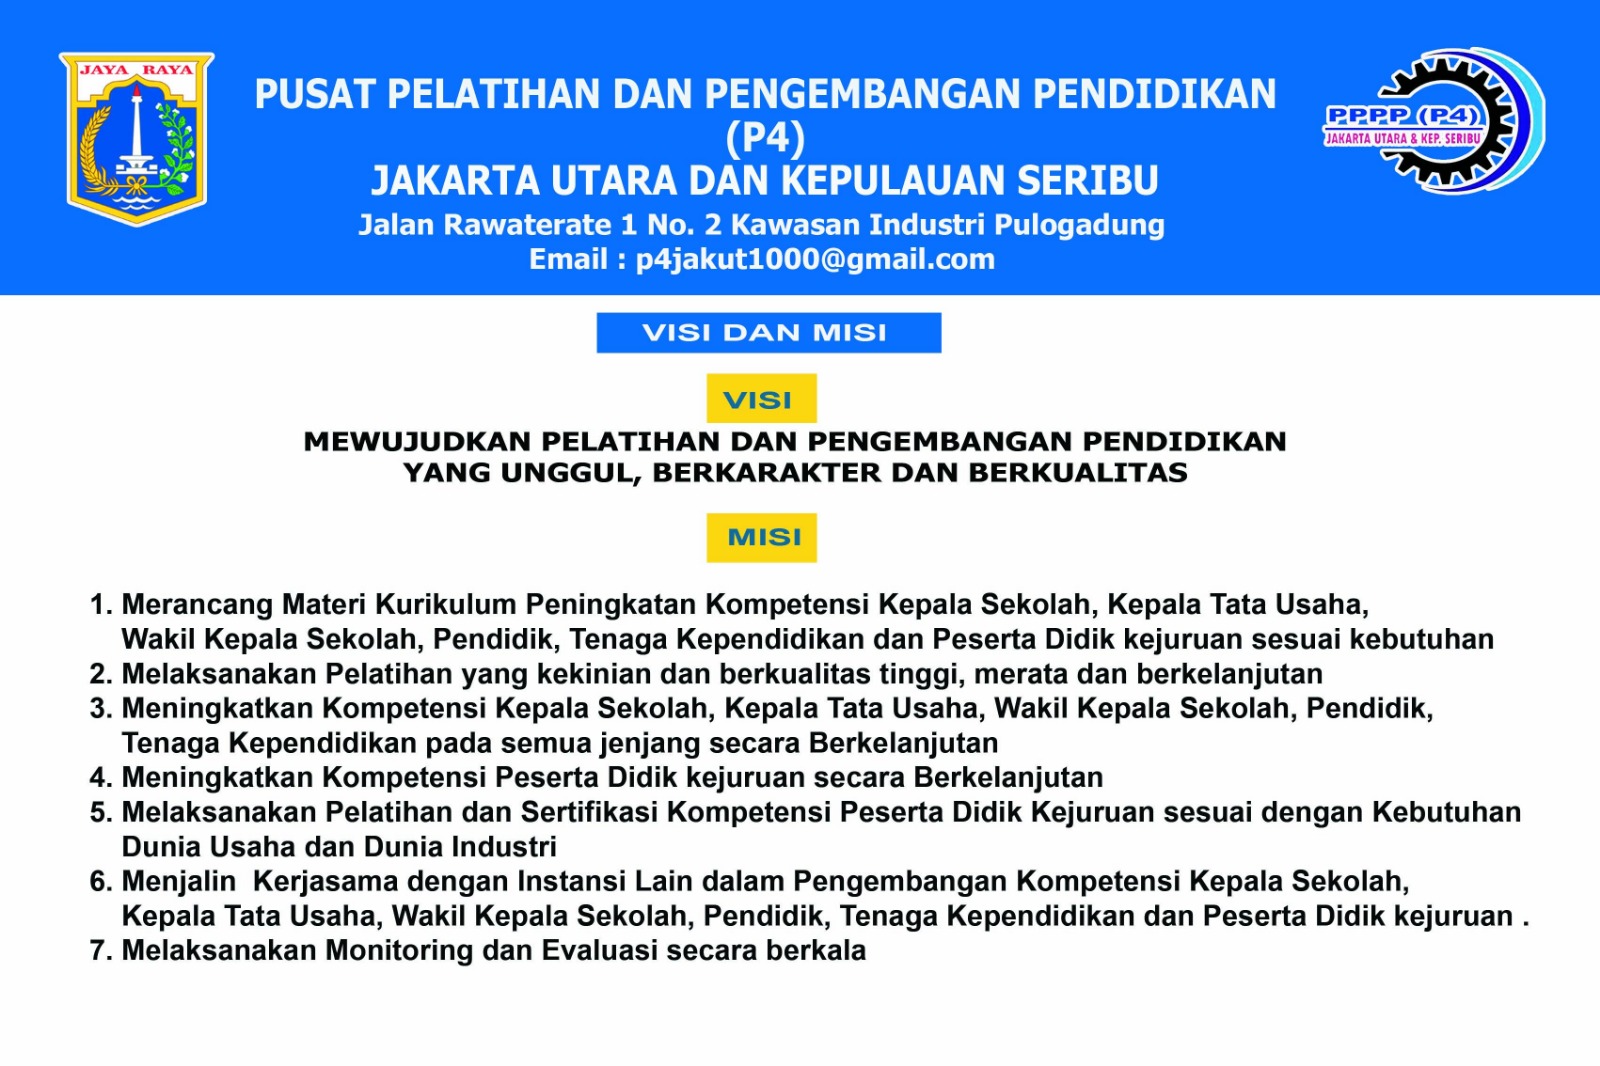 JAYA RAYA
PUSAT PELATIHAN DAN PENGEMBANGAN PENDIDIKAN
(P4)
JAKARTA UTARA DAN KEPULAUAN SERIBU
Jalan Rawaterate 1 No. 2 Kawasan Industri Pulogadung
Email : p4jakut1000@gmail.com
PPPP (P4)
JAKARTA UTARA & KEP. SERIBU
VISI DAN MISI
VISI
MEWUJUDKAN PELATIHAN DAN PENGEMBANGAN PENDIDIKAN
YANG UNGGUL, BERKARAKTER DAN BERKUALITAS
MISI
1. Merancang Materi Kurikulum Peningkatan Kompetensi Kepala Sekolah, Kepala Tata Usaha,
Wakil Kepala Sekolah, Pendidik, Tenaga Kependidikan dan Peserta Didik kejuruan sesuai kebutuhan
2. Melaksanakan Pelatihan yang kekinian dan berkualitas tinggi, merata dan berkelanjutan
3. Meningkatkan Kompetensi Kepala Sekolah, Kepala Tata Usaha, Wakil Kepala Sekolah, Pendidik,
Tenaga Kependidikan pada semua jenjang secara Berkelanjutan
4. Meningkatkan Kompetensi Peserta Didik kejuruan secara Berkelanjutan
5. Melaksanakan Pelatihan dan Sertifikasi Kompetensi Peserta Didik Kejuruan sesuai dengan Kebutuhan
Dunia Usaha dan Dunia Industri
6. Menjalin  Kerjasama dengan Instansi Lain dalam Pengembangan Kompetensi Kepala Sekolah,
Kepala Tata Usaha, Wakil Kepala Sekolah, Pendidik, Tenaga Kependidikan dan Peserta Didik kejuruan .
7. Melaksanakan Monitoring dan Evaluasi secara berkala